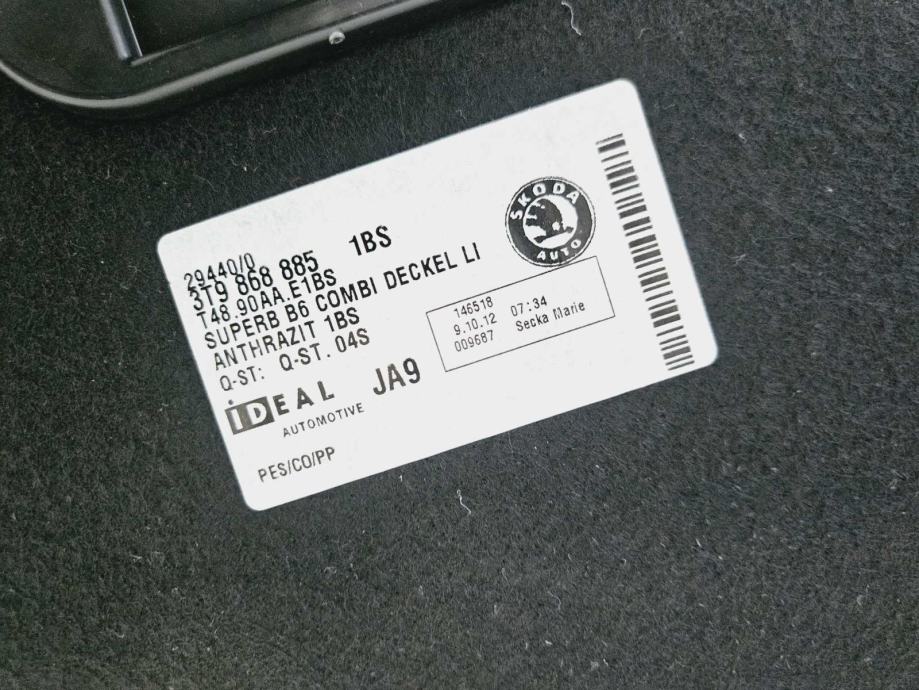 29440/0
3T9 868 885 1BS
T48.90AA.E1BS
SUPERB B6 COMBI DECKEL LI
ANTHRAZIT 1BS
Q-ST: Q-ST. 04S
iDEAL JA9
AUTOMOTIVE
PES/CO/PP
SKODA
AUTO
146518
9.10.12 07:34
009687 Secka Marie